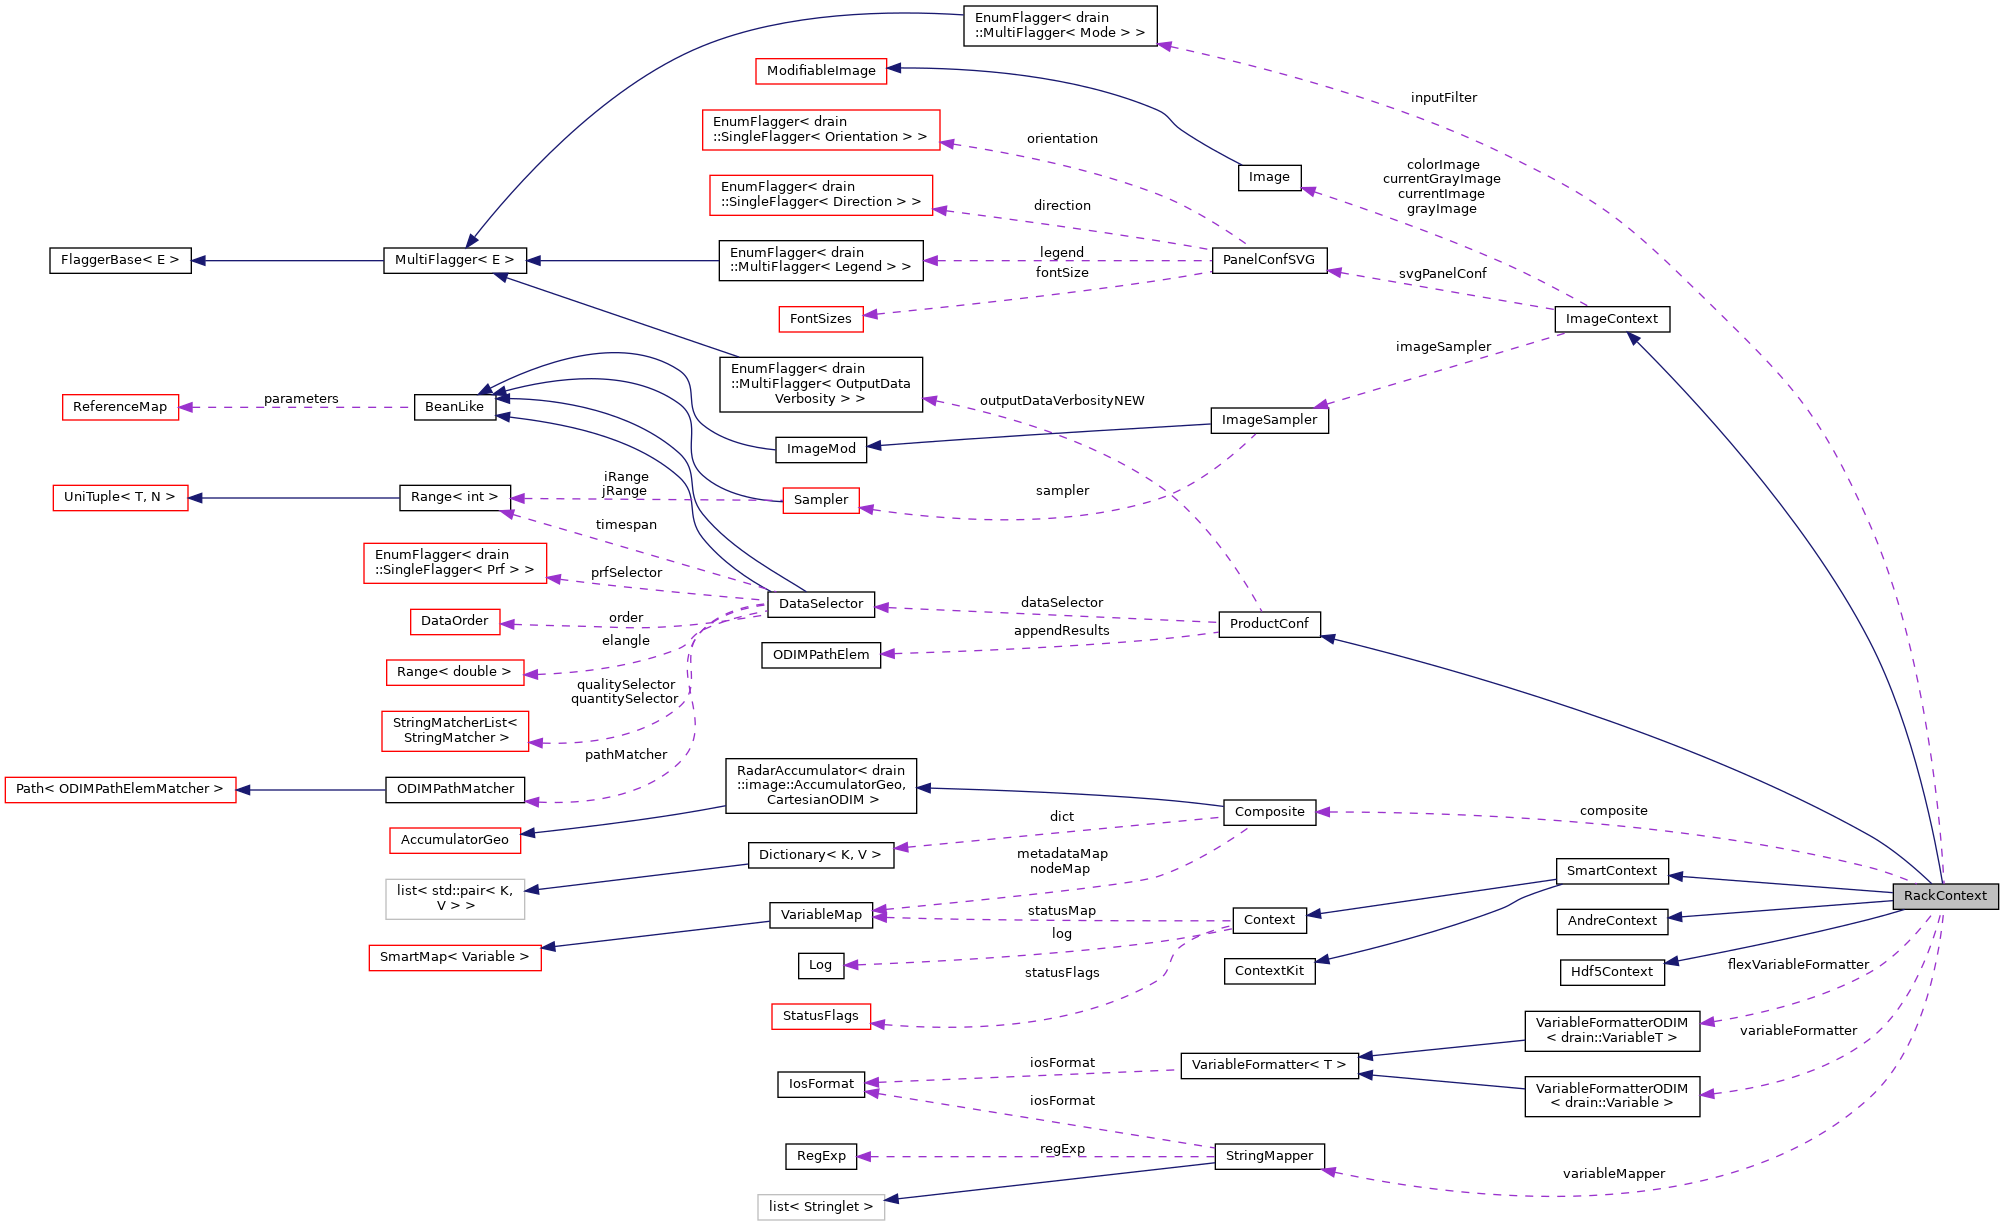 EnumFlagger< drain
::MultiFlagger< Mode > >
ModifiableImage
inputFilter
EnumFlagger< drain
::SingleFlagger< Orientation > >
orientation
colorImage
currentGrayImage
currentImage
grayImage
Image
EnumFlagger< drain
::SingleFlagger< Direction > >
direction
FlaggerBase< E >
MultiFlagger< E >
EnumFlagger< drain
::MultiFlagger< Legend > >
legend
fontSize
PanelConfSVG
svgPanelConf
FontSizes
ImageContext
imageSampler
EnumFlagger< drain
::MultiFlagger< OutputData
Verbosity > >
outputDataVerbosityNEW
ReferenceMap
parameters
BeanLike
ImageMod
ImageSampler
UniTuple< T, N >
Range< int >
iRange
jRange
Sampler
sampler
timespan
EnumFlagger< drain
::SingleFlagger< Prf > >
prfSelector
DataSelector
dataSelector
DataOrder
order
ProductConf
elangle
appendResults
ODIMPathElem
Range< double >
qualitySelector
quantitySelector
StringMatcherList<
StringMatcher >
pathMatcher
Path< ODIMPathElemMatcher >
ODIMPathMatcher
RadarAccumulator< drain
::image::AccumulatorGeo,
CartesianODIM >
Composite
composite
dict
AccumulatorGeo
Dictionary< K, V >
metadataMap
nodeMap
SmartContext
list< std::pair< K,
V > >
RackContext
VariableMap
statusMap
Context
AndreContext
log
SmartMap< Variable >
Log
statusFlags
ContextKit
Hdf5Context
flexVariableFormatter
StatusFlags
VariableFormatterODIM
< drain::VariableT >
variableFormatter
iosFormat
VariableFormatter< T >
IosFormat
iosFormat
VariableFormatterODIM
< drain::Variable >
RegExp
regExp
StringMapper
variableMapper
list< Stringlet >